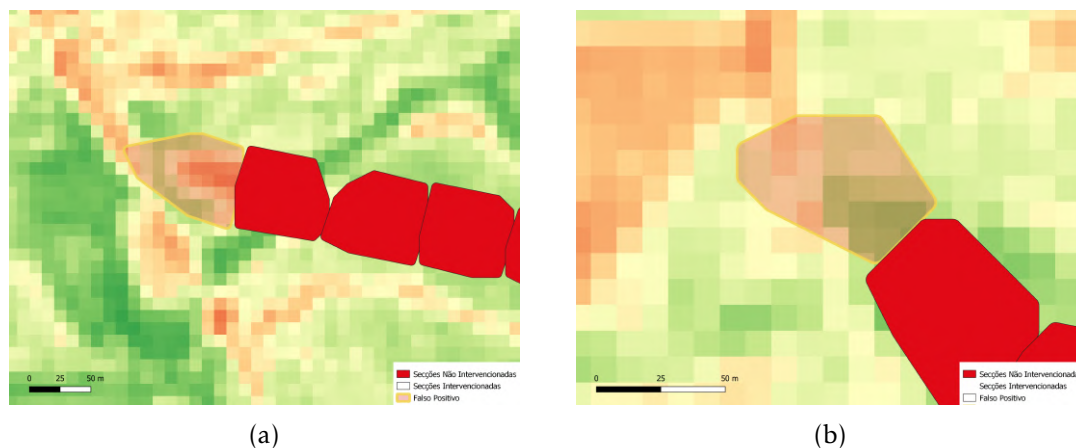 Secções Não Intervencionadas
Secções Intervencionadas
Falso Positivo
0 25 50 m
(a)
Secções Não Intervencionada
Secções Intervencionadas
Falso Positivo
0 25 50 m
(b)